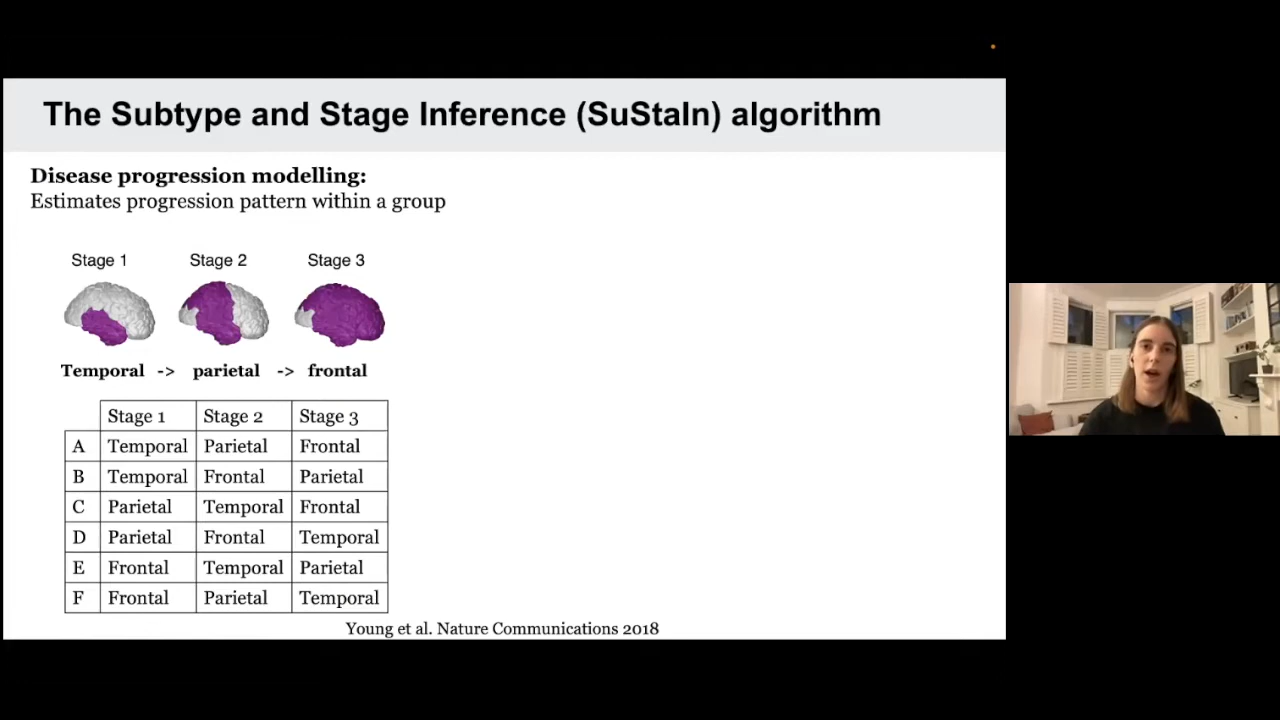 The Subtype and Stage Inference (SuStaIn) algorithm
Disease progression modelling:
Estimates progression pattern within a group
Stage 1 Stage 2 Stage 3
Temporal -> parietal -> frontal
Stage 1 Stage 2 Stage 3
A Temporal Parietal Frontal
B Temporal Frontal Parietal
C Parietal Temporal Frontal
D Parietal Frontal Temporal
E Frontal Temporal Parietal
F Frontal Parietal Temporal
Young et al. Nature Communications 2018